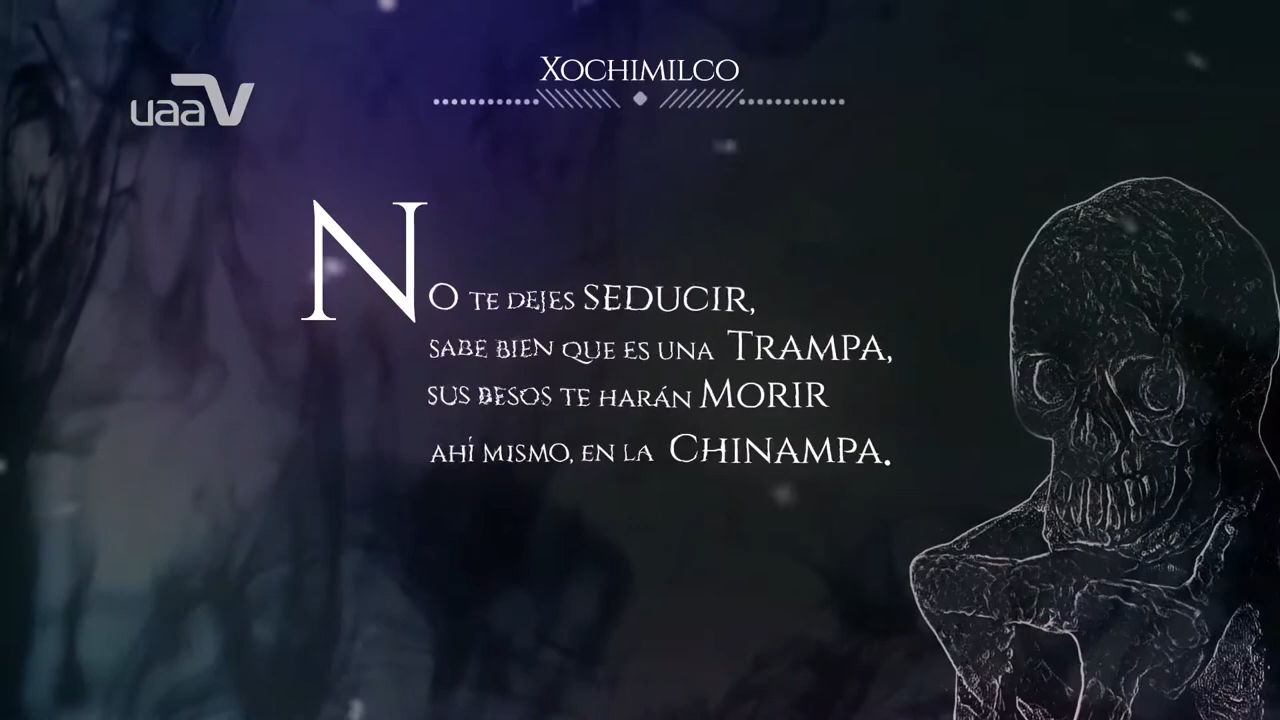 XOCHIMILCO
uaaV
NO TE DEJES SEDUCIR,
SABE BIEN QUE ES UNA TRAMPA,
SUS BESOS TE HARÁN MORIR
AHÍ MISMO, EN LA CHINAMPA.